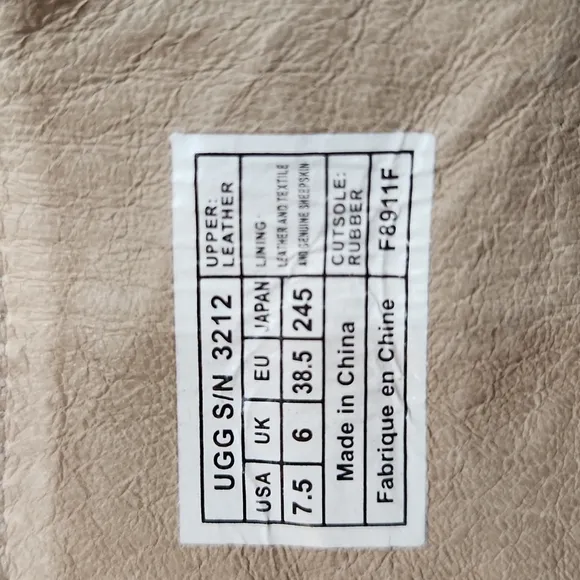 UGG S/N 3212
UPPER:
LEATHER
USA UK EU JAPAN
LINING:
LEATHER AND TEXTILE
AND GENUINE SHEEPSKIN
7.5 6 38.5 245
Made in China
CUTSOLE:
RUBBER
Fabrique en Chine
F8911F